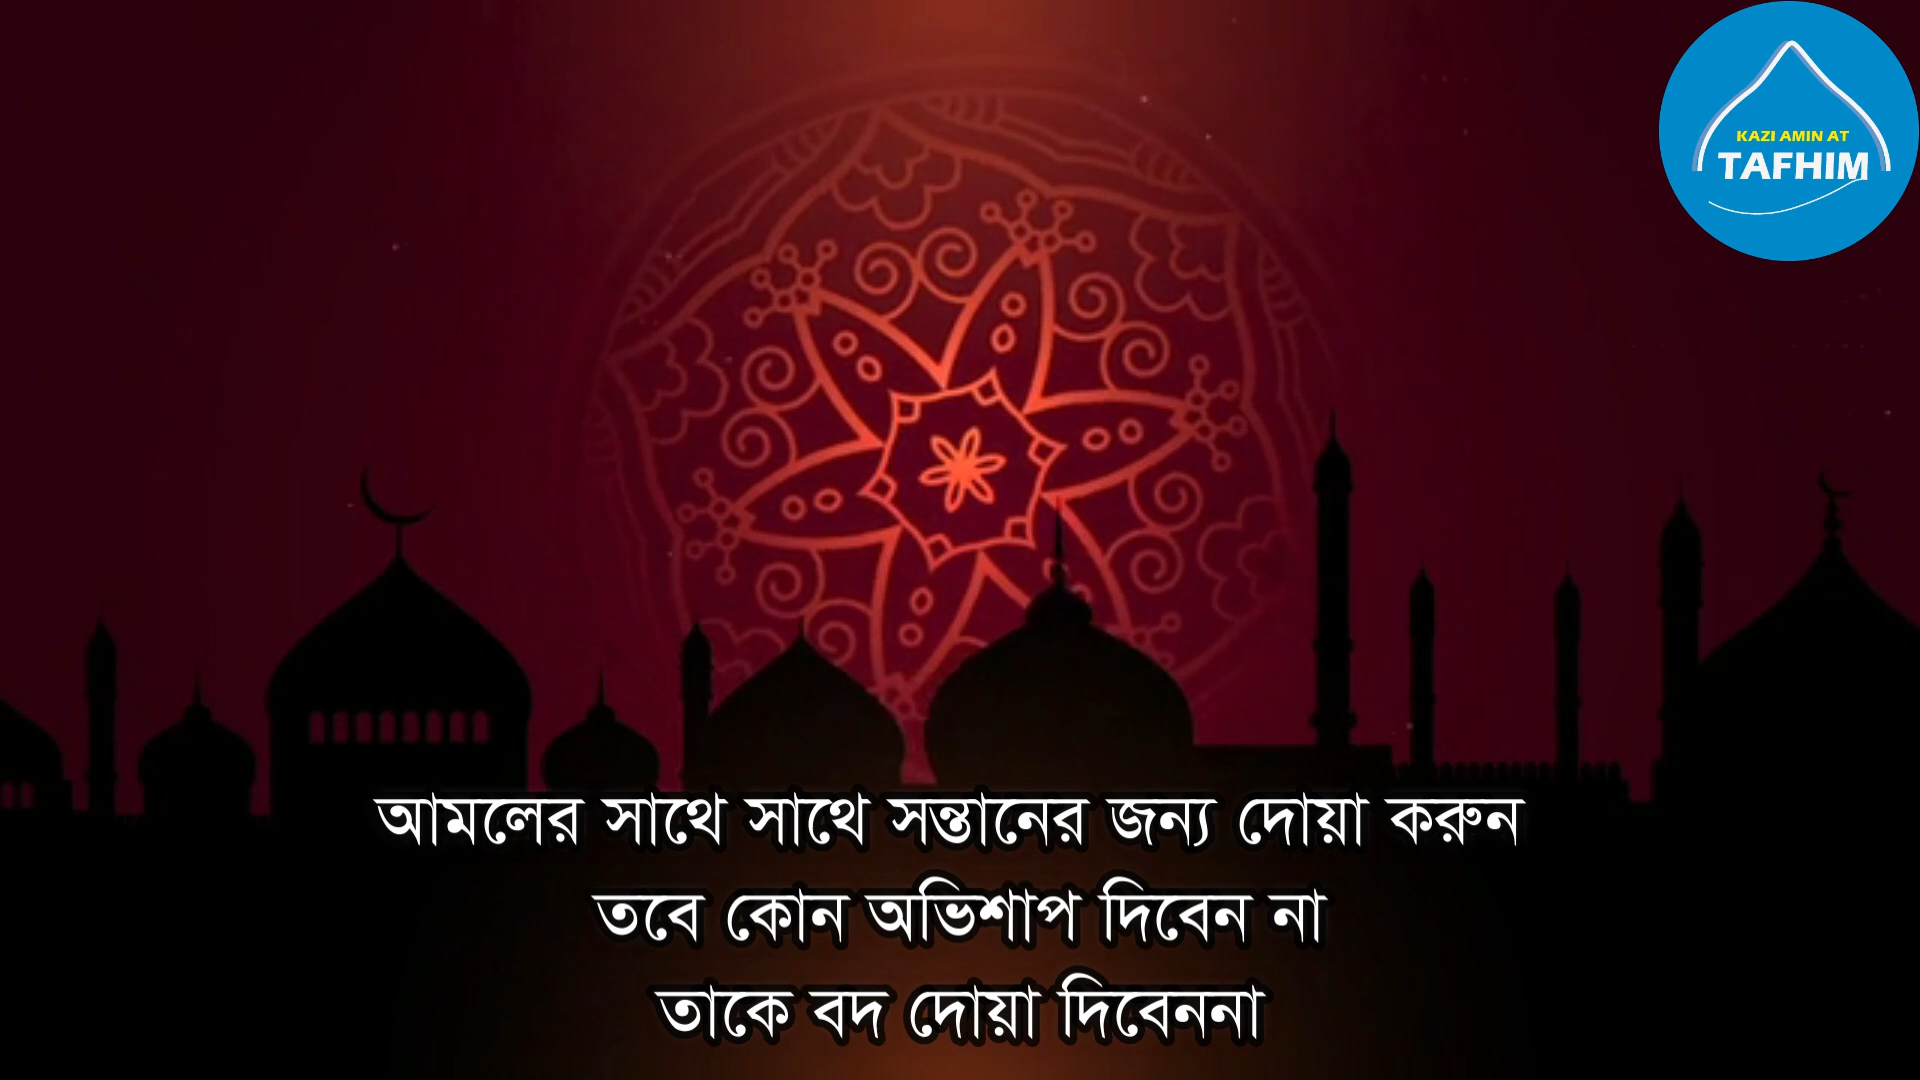 KAZI AMIN AT
TAFHIM
আমলের সাথে সাথে সন্তানের জন্য দোয়া করুন
তবে কোন অভিশাপ দিবেন না
তাকে বদ দোয়া দিবেননা